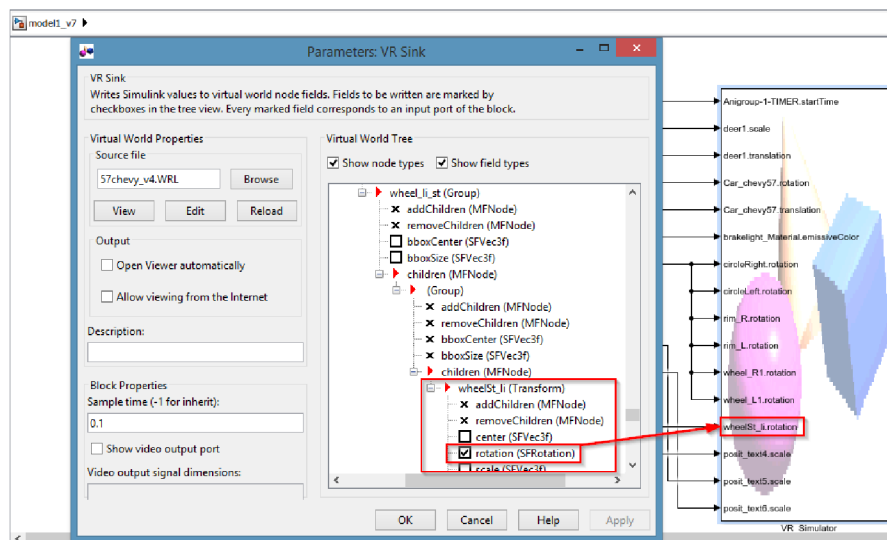 model1_v7
Parameters: VR Sink
VR Sink
Writes Simulink values to virtual world node fields. Fields to be written are marked by
checkboxes in the tree view. Every marked field corresponds to an input port of the block.
Virtual World Properties
Source file
57chevy_v4.WRL
Browse
View
Edit
Reload
Output
Open Viewer automatically
Allow viewing from the Internet
Description:
Block Properties
Sample time (-1 for inherit):
0.1
Show video output port
Video output signal dimensions:
Virtual World Tree
Show node types
Show field types
wheel_li_st (Group)
addChildren (MFNode)
removeChildren (MFNode)
bboxCenter (SFVec3f)
bboxSize (SFVec3f)
children (MFNode)
(Group)
addChildren (MFNode)
removeChildren (MFNode)
bboxCenter (SFVec3f)
bboxSize (SFVec3f)
children (MFNode)
wheelSt_li (Transform)
addChildren (MFNode)
removeChildren (MFNode)
center (SFVec3f)
rotation (SFRotation)
scale (SFVec3f)
OK
Cancel
Help
Apply
Anigroup-1-TIMER.startTime
deer1.scale
deer1.translation
Car_chevy57.rotation
Car_chevy57.translation
brakelight_Material.emissiveColor
circleRight.rotation
circleLeft.rotation
rim_R.rotation
rim_L.rotation
wheel_R1.rotation
wheel_L1.rotation
wheelSt_li.rotation
posit_text4.scale
posit_text5.scale
posit_text6.scale
VR_Simulator